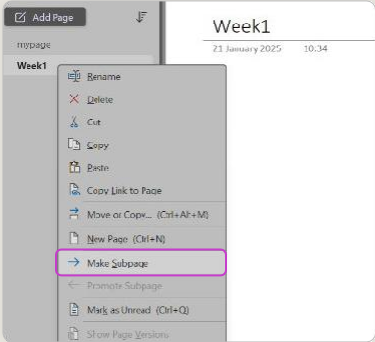 Add Page
mypage
Week1
Week1
21 January 2025 10:34
Rename
Delete
Cut
Copy
Paste
Copy Link to Page
Move or Copy... (Ctrl+Alt+M)
New Page (Ctrl+N)
Make Subpage
Promote Subpage
Mark as Unread (Ctrl+Q)
Show Page Versions